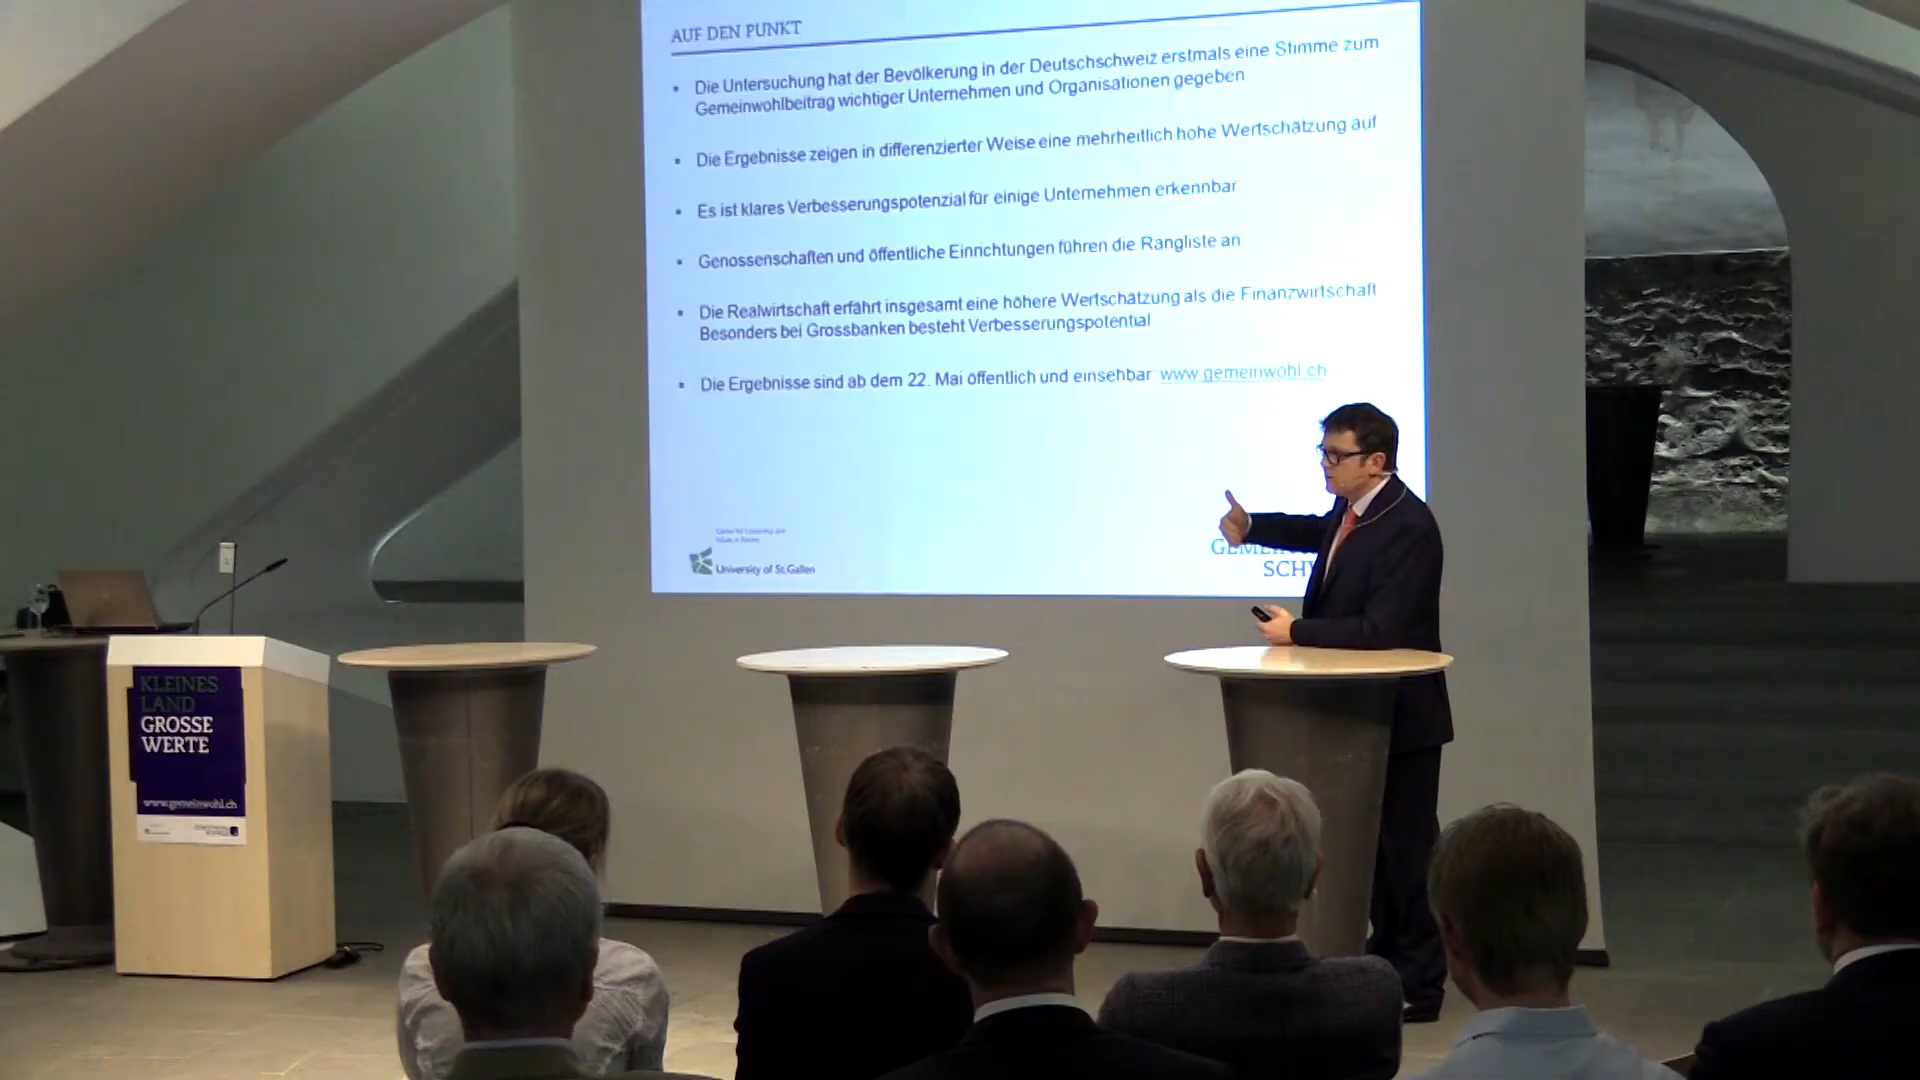 AUF DEN PUNKT
Die Untersuchung hat der Bevölkerung in der Deutschschweiz erstmals eine Stimme zum
Gemeinwohlbeitrag wichtiger Unternehmen und Organisationen gegeben
Die Ergebnisse zeigen in differenzierter Weise eine mehrheitlich hohe Wertschätzung auf
Es ist klares Verbesserungspotenzial für einige Unternehmen erkennbar
Genossenschaften und öffentliche Einrichtungen führen die Rangliste an
Die Realwirtschaft erfährt insgesamt eine höhere Wertschätzung als die Finanzwirtschaft
Besonders bei Grossbanken besteht Verbesserungspotential
Die Ergebnisse sind ab dem 22. Mai öffentlich und einsehbar www.gemeinwohl.ch
University of St.Gallen
SCHW
KLEINES
LAND
GROSSE
WERTE
www.gemeinwohl.ch